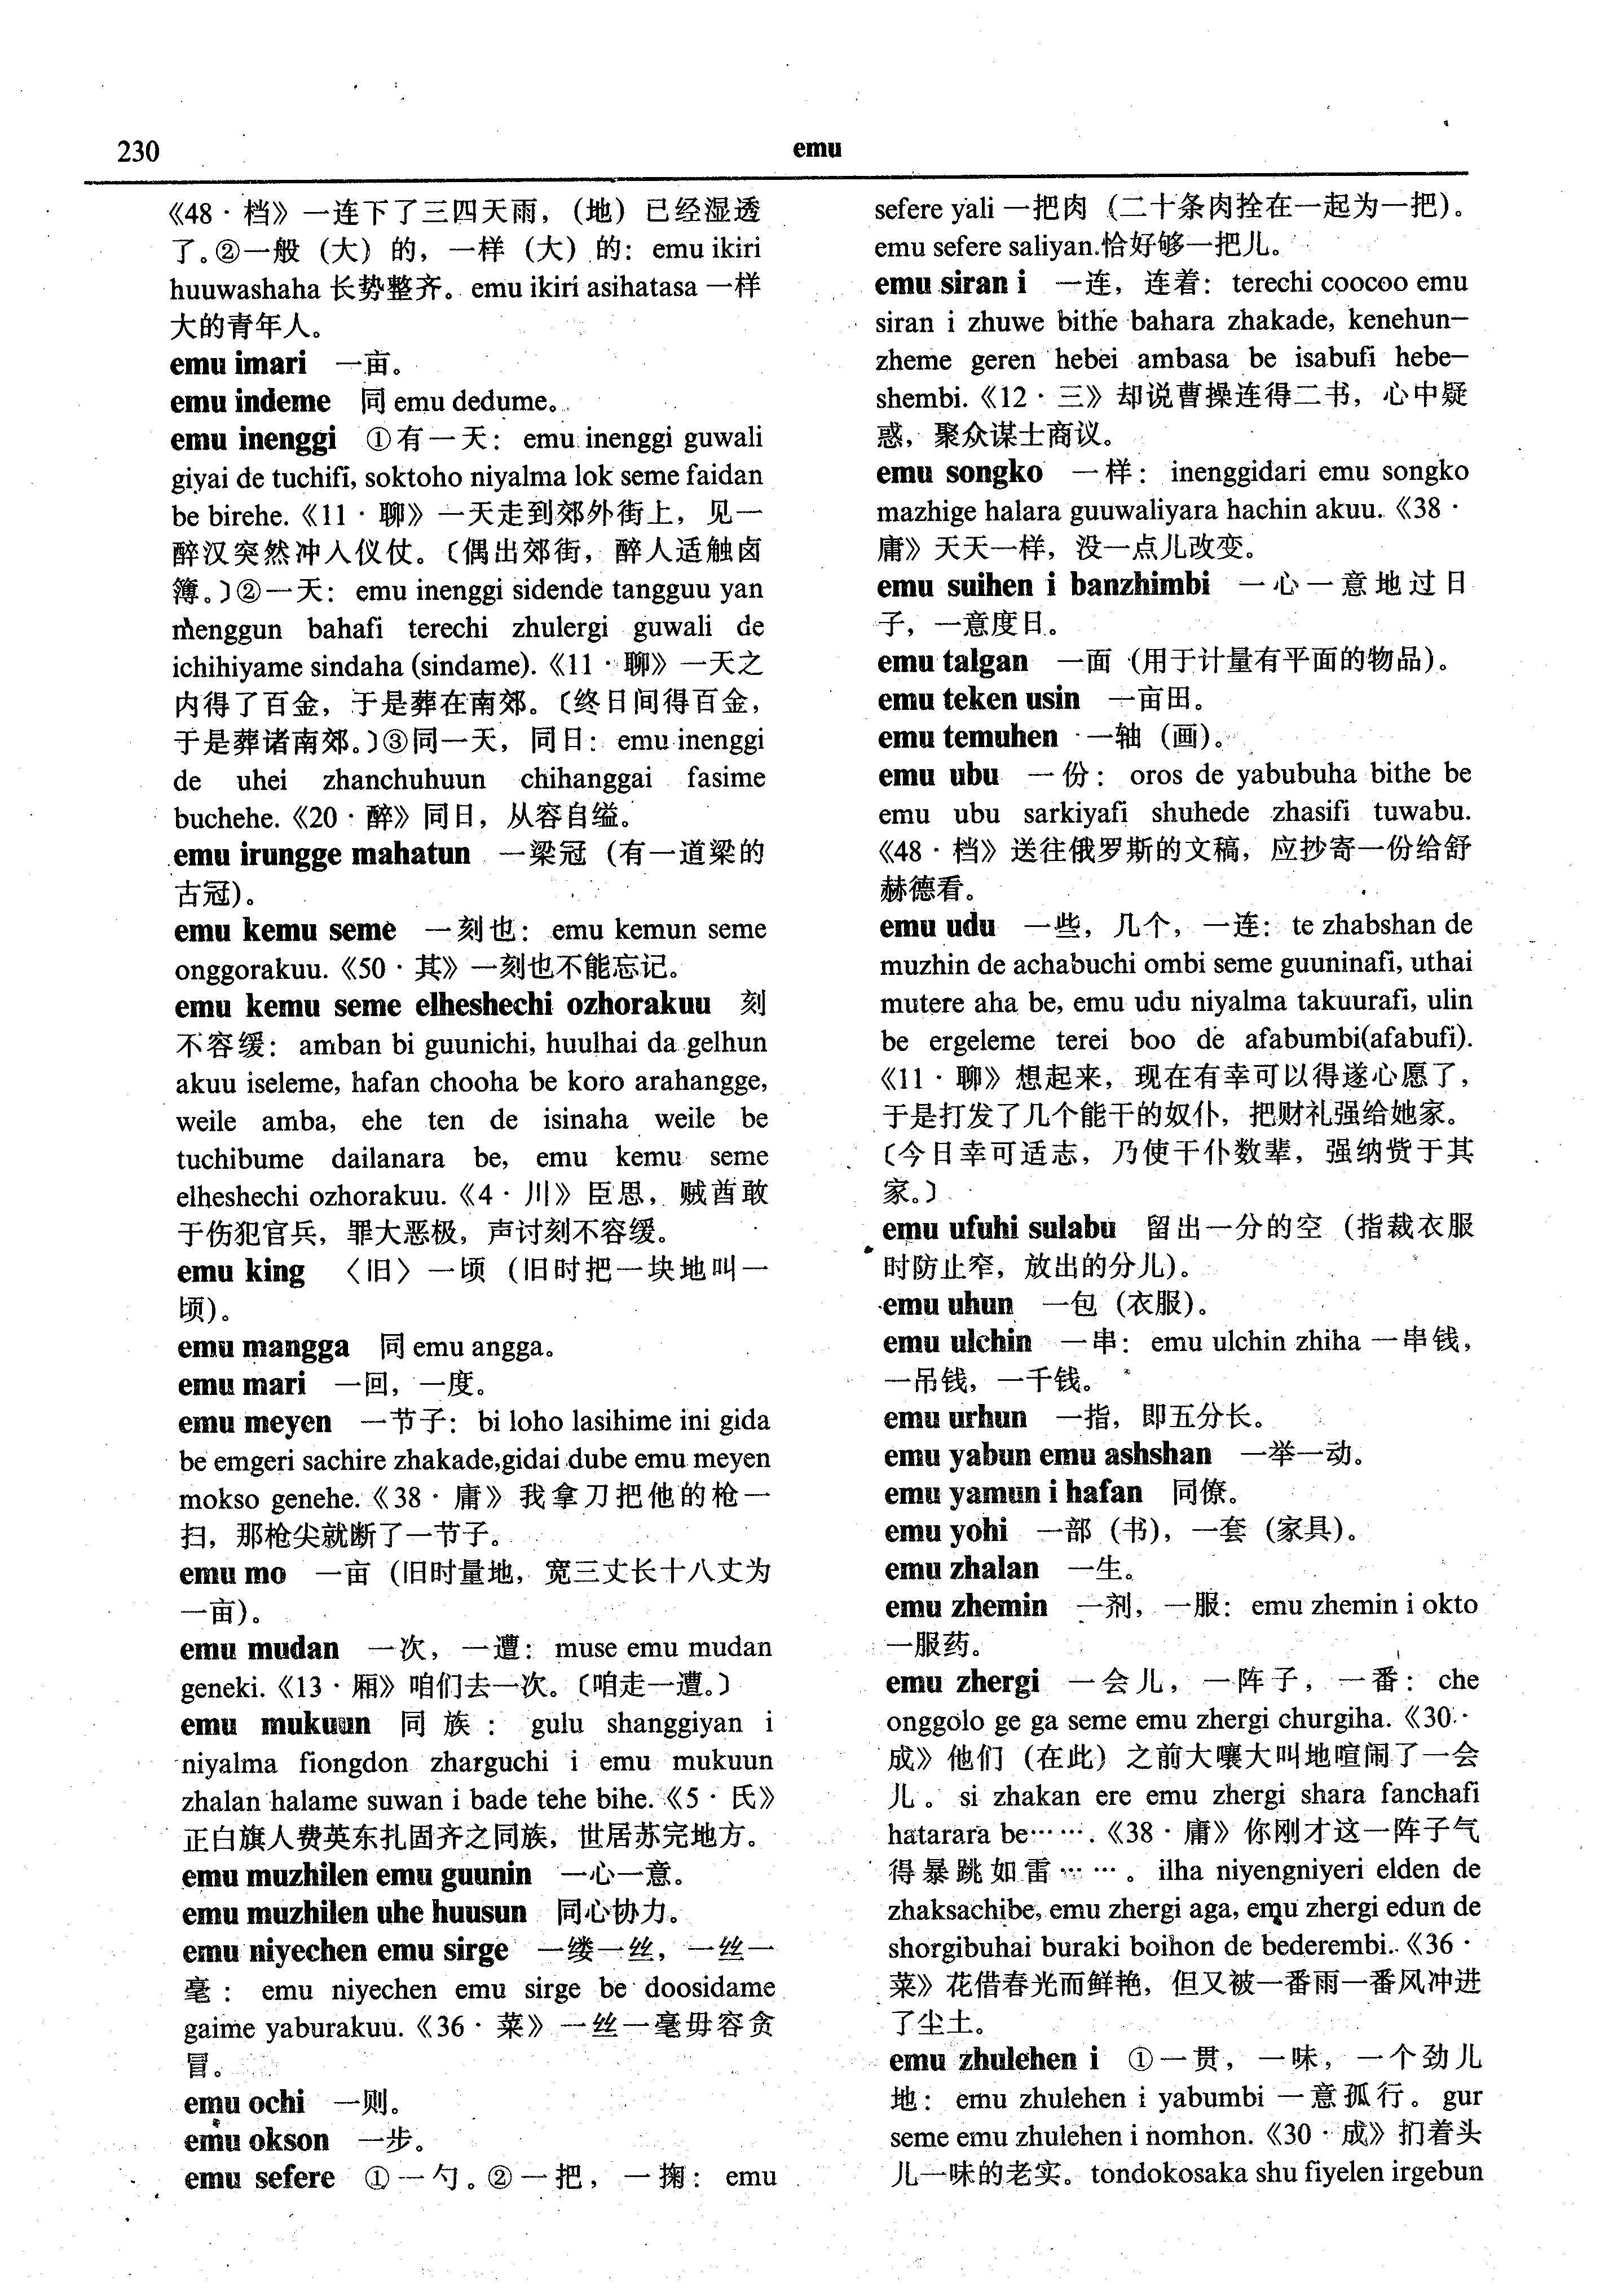 230
emu
《48·档》一连下了三四天雨，（地）已经湿透
了。②一般（大）的，一样（大）的：emu ikiri
huuwashaha 长势整齐。emu ikiri asihatasa 一样
大的青年人。
emu imari 一亩。
emu indeme 同 emu dedume。
emu inenggi ①有一天：emu inenggi guwali
giyai de tuchifi, soktoho niyalma lok seme faidan
be birehe.《11·聊》一天走到郊外街上，见一
醉汉突然冲入仪仗。〔偶出郊街，醉人适触卤
簿。〕②一天：emu inenggi sidende tangguu yan
menggun bahafi terechi zhulergi guwali de
ichihiyame sindaha (sindame).《11·聊》一天之
内得了百金，于是葬在南郊。〔终日间得百金，
于是葬诸南郊。〕③同一天，同日：emu inenggi
de uhei zhanchuhuun chihanggai fasime
buchehe.《20·醉》同日，从容自缢。
emu irungge mahatun 一梁冠（有一道梁的
古冠）。
emu kemu seme 一刻也：emu kemun seme
onggorakuu.《50·其》一刻也不能忘记。
emu kemu seme elheshechi ozhorakuu 刻
不容缓：amban bi guunichi, huulhai da gelhun
akuu iseleme, hafan chooha be koro arahangge,
weile amba, ehe ten de isinaha weile be
tuchibume dailanara be, emu kemu seme
elheshechi ozhorakuu.《4·川》臣思，贼酋敢
于伤犯官兵，罪大恶极，声讨刻不容缓。
emu king 〈旧〉一顷（旧时把一块地叫一
顷）。
emu mangga 同 emu angga。
emu mari 一回，一度。
emu meyen 一节子：bi loho lasihime ini gida
be emgeri sachire zhakade,gidai dube emu meyen
mokso genehe.《38·庸》我拿刀把他的枪一
扫，那枪尖就断了一节子。
emu mo 一亩（旧时量地，宽三丈长十八丈为
一亩）。
emu mudan 一次，一遭：muse emu mudan
geneki.《13·厢》咱们去一次。〔咱走一遭。〕
emu mukuun 同族：gulu shanggiyan i
niyalma fiongdon zharguchi i emu mukuun
zhalan halame suwan i bade tehe bihe.《5·氏》
正白旗人费英东扎固齐之同族，世居苏完地方。
emu muzhilen emu guunin 一心一意。
emu muzhilen uhe huusun 同心协力。
emu niyechen emu sirge 一缕一丝，一丝一
毫：emu niyechen emu sirge be doosidame
gaime yaburakuu.《36·菜》一丝一毫毋容贪
冒。
emu ochi 一则。
emu okson 一步。
emu sefere ①一勺。②一把，一掬：emu
sefere yali 一把肉（二十条肉拴在一起为一把）。
emu sefere saliyan.恰好够一把儿。
emu siran i 一连，连着：terechi coocoo emu
siran i zhuwe bithe bahara zhakade, kenehun-
zheme geren hebei ambasa be isabufi hebe-
shembi.《12·三》却说曹操连得二书，心中疑
惑，聚众谋士商议。
emu songko 一样：inenggidari emu songko
mazhige halara guuwaliyara hachin akuu.《38·
庸》天天一样，没一点儿改变。
emu suihen i banzhimbi 一心一意地过日
子，一意度日。
emu talgan 一面（用于计量有平面的物品）。
emu teken usin 一亩田。
emu temuhen 一轴（画）。
emu ubu 一份：oros de yabubuha bithe be
emu ubu sarkiyafi shuhede zhasifi tuwabu.
《48·档》送往俄罗斯的文稿，应抄寄一份给舒
赫德看。
emu udu 一些，几个，一连：te zhabshan de
muzhin de achabuchi ombi seme guuninafi, uthai
mutere aha be, emu udu niyalma takuurafi, ulin
be ergeleme terei boo de afabumbi(afabufi).
《11·聊》想起来，现在有幸可以得遂心愿了，
于是打发了几个能干的奴仆，把财礼强给她家。
〔今日幸可适志，乃使干仆数辈，强纳赀于其
家。〕
emu ufuhi sulabu 留出一分的空（指裁衣服
时防止窄，放出的分儿）。
emu uhun 一包（衣服）。
emu ulchin 一串：emu ulchin zhiha 一串钱，
一吊钱，一千钱。
emu urhun 一指，即五分长。
emu yabun emu ashshan 一举一动。
emu yamun i hafan 同僚。
emu yohi 一部（书），一套（家具）。
emu zhalan 一生。
emu zhemin 一剂，一服：emu zhemin i okto
一服药。
emu zhergi 一会儿，一阵子，一番：che
onggolo ge ga seme emu zhergi churgiha.《30·
成》他们（在此）之前大嚷大叫地喧闹了一会
儿。si zhakan ere emu zhergi shara fanchafi
hatarara be…….《38·庸》你刚才这一阵子气
得暴跳如雷……。ilha niyengniyeri elden de
zhaksachibe, emu zhergi aga, emu zhergi edun de
shorgibuhai buraki boihon de bederembi.《36·
菜》花借春光而鲜艳，但又被一番雨一番风冲进
了尘土。
emu zhulehen i ①一贯，一味，一个劲儿
地：emu zhulehen i yabumbi 一意孤行。gur
seme emu zhulehen i nomhon.《30·成》扪着头
儿一味的老实。tondokosaka shu fiyelen irgebun